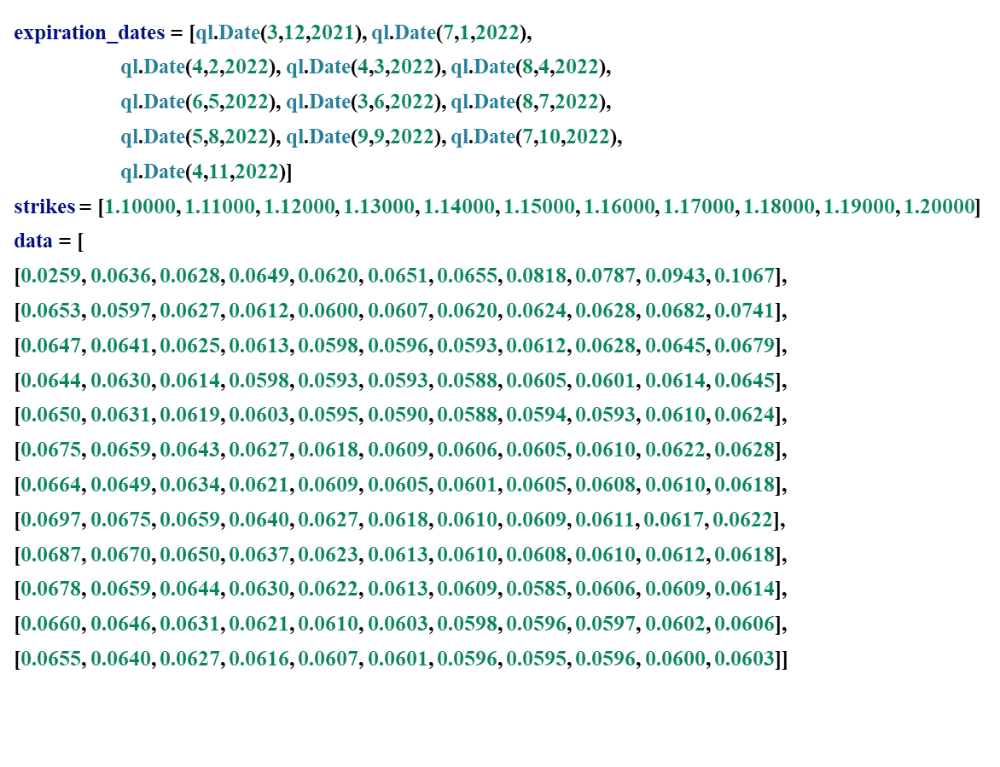 expiration_dates = [ql.Date(3,12,2021), ql.Date(7,1,2022),
ql.Date(4,2,2022), ql.Date(4,3,2022), ql.Date(8,4,2022),
ql.Date(6,5,2022), ql.Date(3,6,2022), ql.Date(8,7,2022),
ql.Date(5,8,2022), ql.Date(9,9,2022), ql.Date(7,10,2022),
ql.Date(4,11,2022)]
strikes = [1.10000, 1.11000, 1.12000, 1.13000, 1.14000, 1.15000, 1.16000, 1.17000, 1.18000, 1.19000, 1.20000]
data = [
[0.0259, 0.0636, 0.0628, 0.0649, 0.0620, 0.0651, 0.0655, 0.0818, 0.0787, 0.0943, 0.1067],
[0.0653, 0.0597, 0.0627, 0.0612, 0.0600, 0.0607, 0.0620, 0.0624, 0.0628, 0.0682, 0.0741],
[0.0647, 0.0641, 0.0625, 0.0613, 0.0598, 0.0596, 0.0593, 0.0612, 0.0628, 0.0645, 0.0679],
[0.0644, 0.0630, 0.0614, 0.0598, 0.0593, 0.0593, 0.0588, 0.0605, 0.0601, 0.0614, 0.0645],
[0.0650, 0.0631, 0.0619, 0.0603, 0.0595, 0.0590, 0.0588, 0.0594, 0.0593, 0.0610, 0.0624],
[0.0675, 0.0659, 0.0643, 0.0627, 0.0618, 0.0609, 0.0606, 0.0605, 0.0610, 0.0622, 0.0628],
[0.0664, 0.0649, 0.0634, 0.0621, 0.0609, 0.0605, 0.0601, 0.0605, 0.0608, 0.0610, 0.0618],
[0.0697, 0.0675, 0.0659, 0.0640, 0.0627, 0.0618, 0.0610, 0.0609, 0.0611, 0.0617, 0.0622],
[0.0687, 0.0670, 0.0650, 0.0637, 0.0623, 0.0613, 0.0610, 0.0608, 0.0610, 0.0612, 0.0618],
[0.0678, 0.0659, 0.0644, 0.0630, 0.0622, 0.0613, 0.0609, 0.0585, 0.0606, 0.0609, 0.0614],
[0.0660, 0.0646, 0.0631, 0.0621, 0.0610, 0.0603, 0.0598, 0.0596, 0.0597, 0.0602, 0.0606],
[0.0655, 0.0640, 0.0627, 0.0616, 0.0607, 0.0601, 0.0596, 0.0595, 0.0596, 0.0600, 0.0603]]